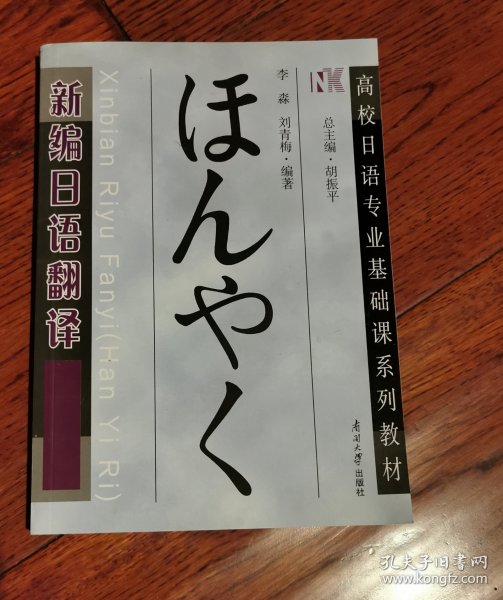 高校日语专业基础课系列教材
NK
总主编·胡振平
李森 刘青梅·编著
ほんやく
Xinbian Riyu Fanyi(Han Yi Ri)
新编日语翻译
南开大学出版社
孔夫子旧书网
www.kongfz.com